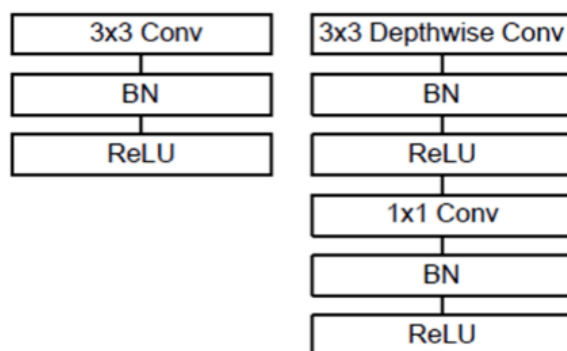 3x3 Conv
BN
ReLU
3x3 Depthwise Conv
BN
ReLU
1x1 Conv
BN
ReLU